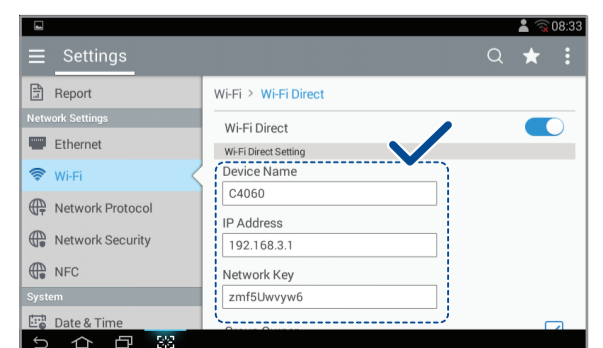 08:33
Settings
Report
Network Settings
Ethernet
Wi-Fi
Network Protocol
Network Security
NFC
System
Date & Time
Wi-Fi > Wi-Fi Direct
Wi-Fi Direct
Wi-Fi Direct Setting
Device Name
C4060
IP Address
192.168.3.1
Network Key
zmf5Uwvyw6